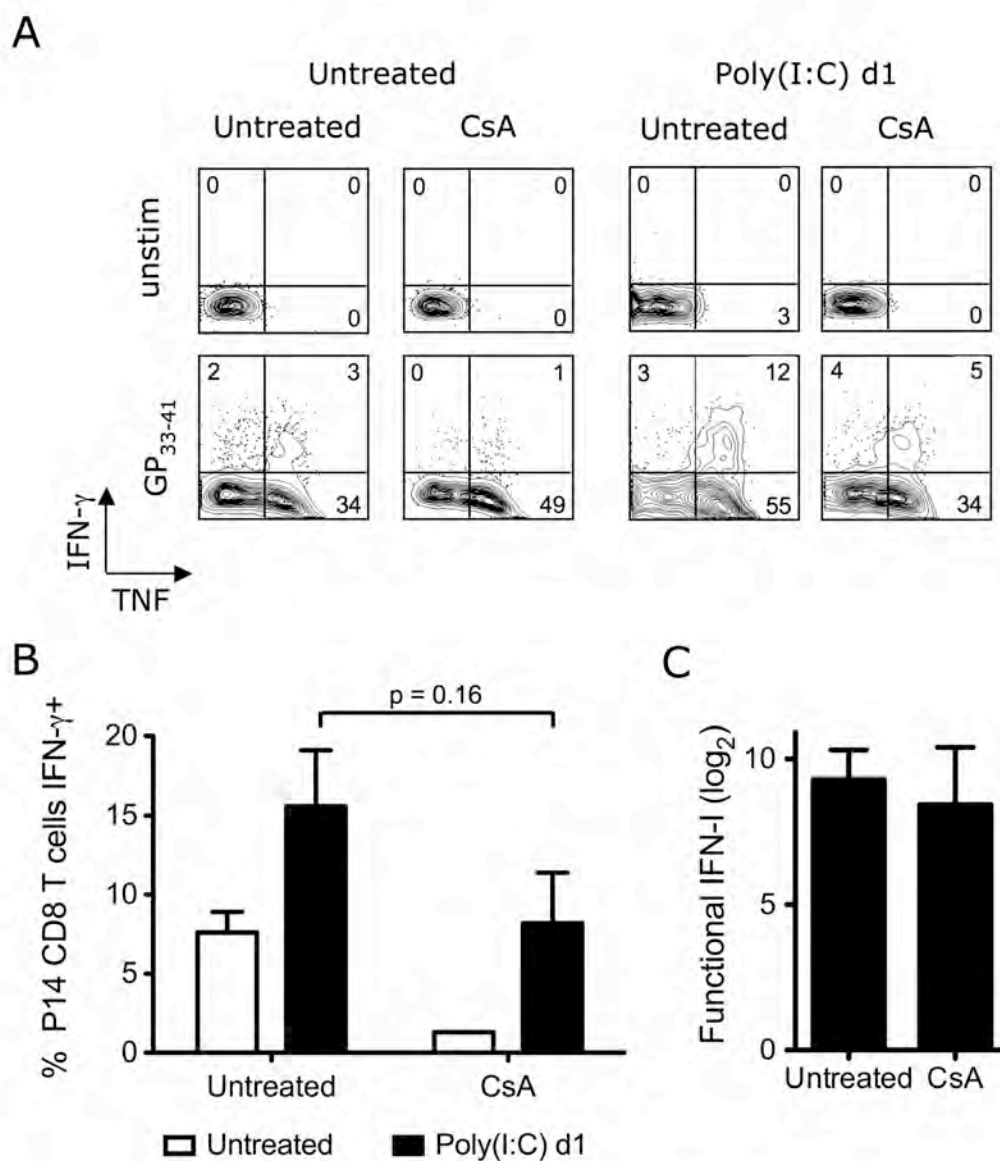 A
Untreated Poly(I:C) d1
Untreated CsA Untreated CsA
unstim
0 0 0 0 0 0 0 0
0 0 3 0
GP33-41
2 3 0 1 3 12 4 5
34 49 55 34
IFN-γ
TNF
B
p = 0.16
% P14 CD8 T cells IFN-γ+
20
15
10
5
0
Untreated CsA
Untreated Poly(I:C) d1
C
Functional IFN-I (log2)
10
5
0
Untreated CsA